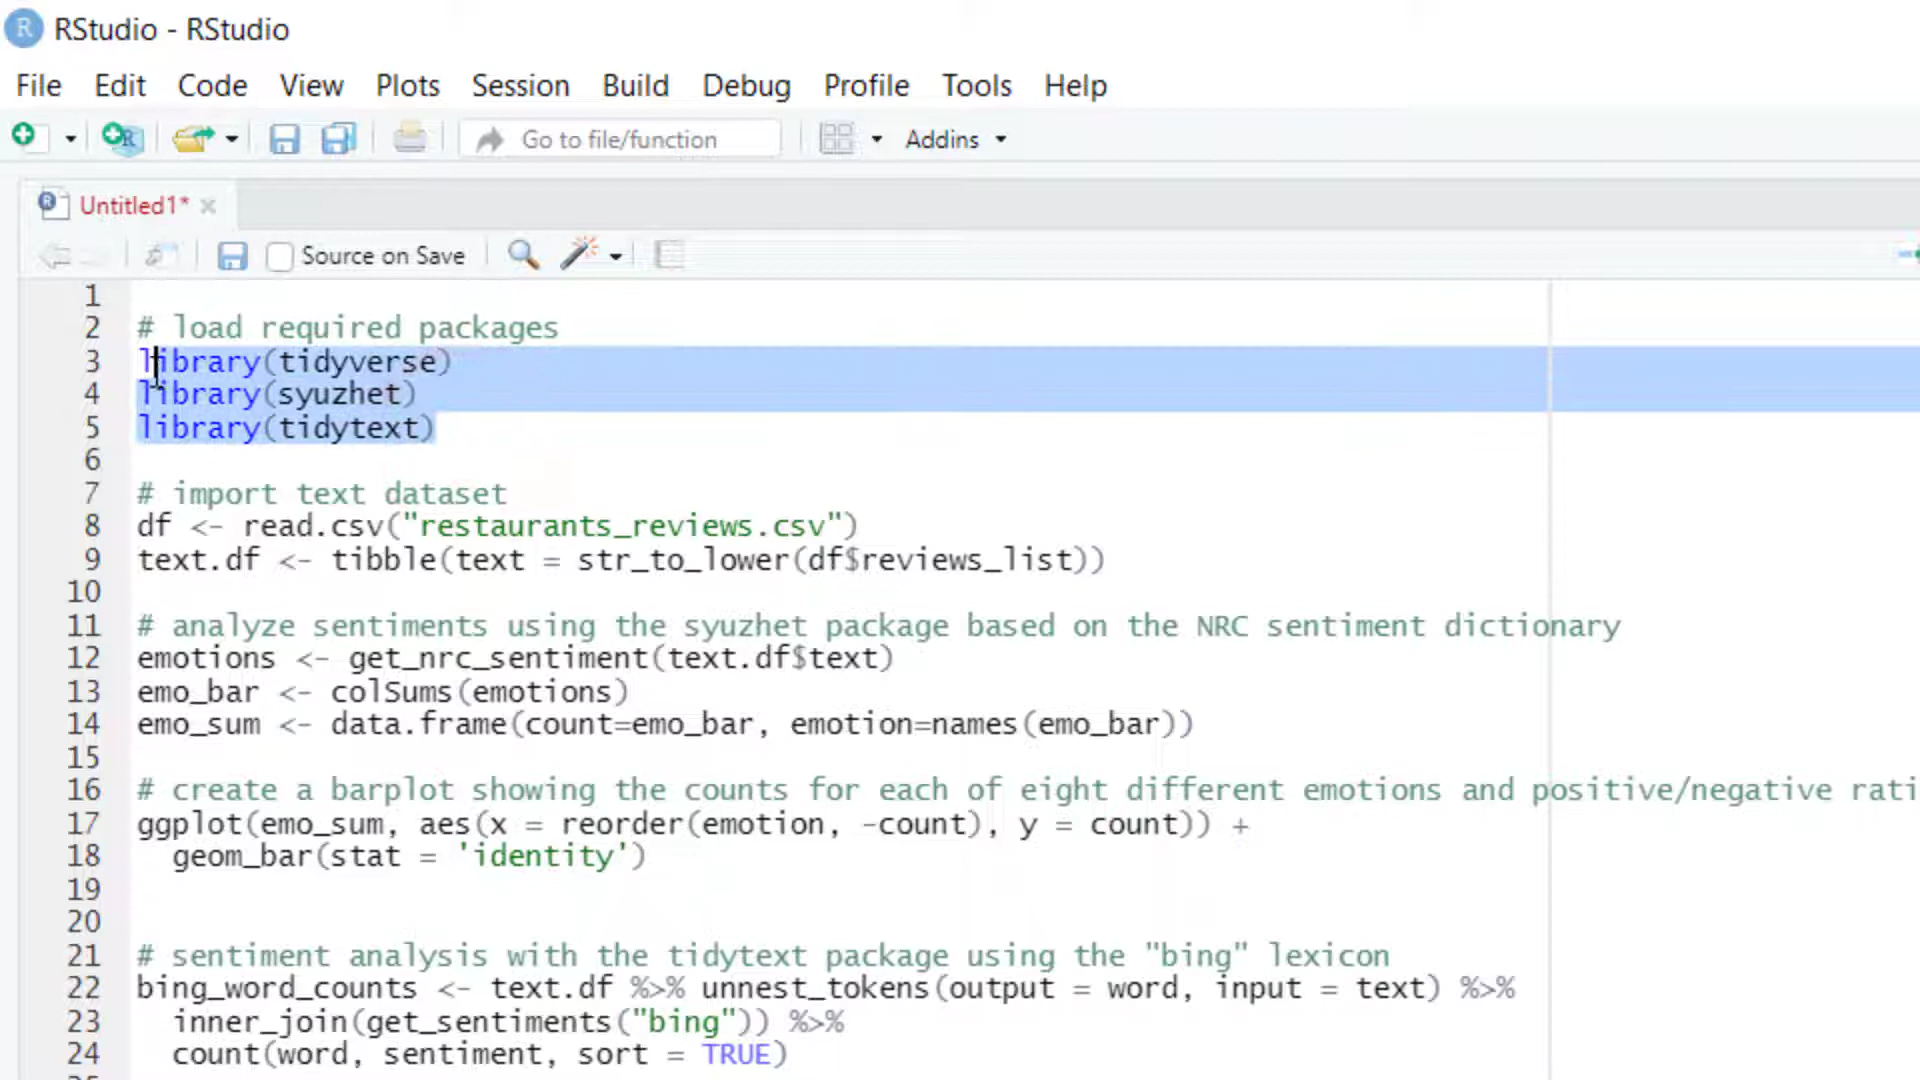 RStudio - RStudio
File Edit Code View Plots Session Build Debug Profile Tools Help
Go to file/function Addins
Untitled1*
Source on Save
1
2 # load required packages
3 library(tidyverse)
4 library(syuzhet)
5 library(tidytext)
6
7 # import text dataset
8 df <- read.csv("restaurants_reviews.csv")
9 text.df <- tibble(text = str_to_lower(df$reviews_list))
10
11 # analyze sentiments using the syuzhet package based on the NRC sentiment dictionary
12 emotions <- get_nrc_sentiment(text.df$text)
13 emo_bar <- colSums(emotions)
14 emo_sum <- data.frame(count=emo_bar, emotion=names(emo_bar))
15
16 # create a barplot showing the counts for each of eight different emotions and positive/negative rati
17 ggplot(emo_sum, aes(x = reorder(emotion, -count), y = count)) +
18 geom_bar(stat = 'identity')
19
20
21 # sentiment analysis with the tidytext package using the "bing" lexicon
22 bing_word_counts <- text.df %>% unnest_tokens(output = word, input = text) %>%
23 inner_join(get_sentiments("bing")) %>%
24 count(word, sentiment, sort = TRUE)